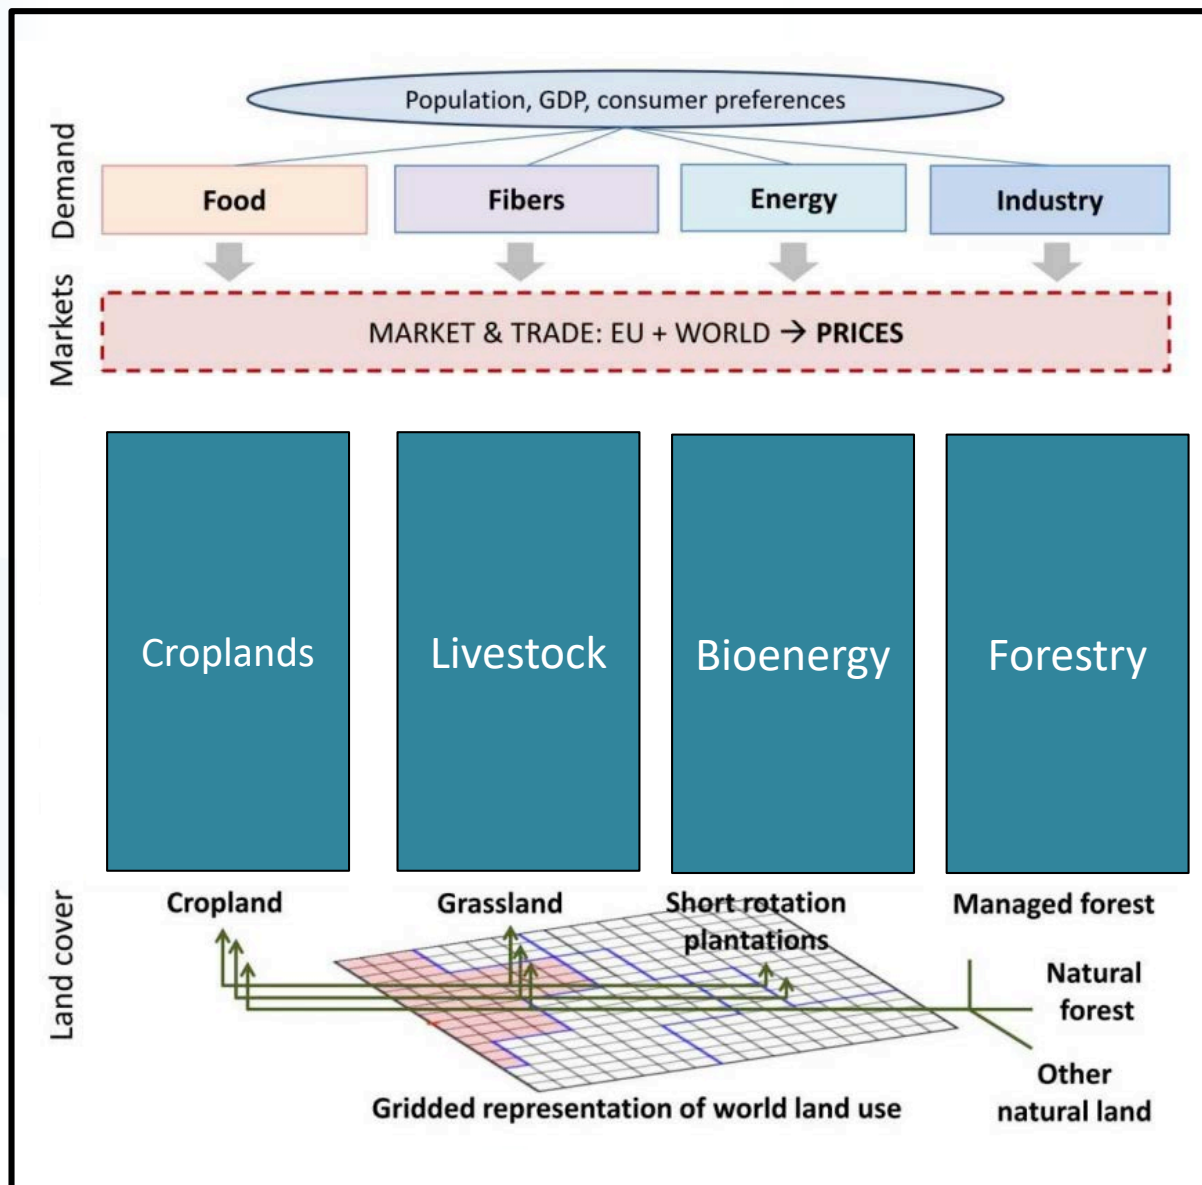 Population, GDP, consumer preferences
Demand
Food
Fibers
Energy
Industry
Markets
MARKET & TRADE: EU + WORLD → PRICES
Croplands
Livestock
Bioenergy
Forestry
Land cover
Cropland
Grassland
Short rotation
plantations
Managed forest
Natural
forest
Other
natural land
Gridded representation of world land use